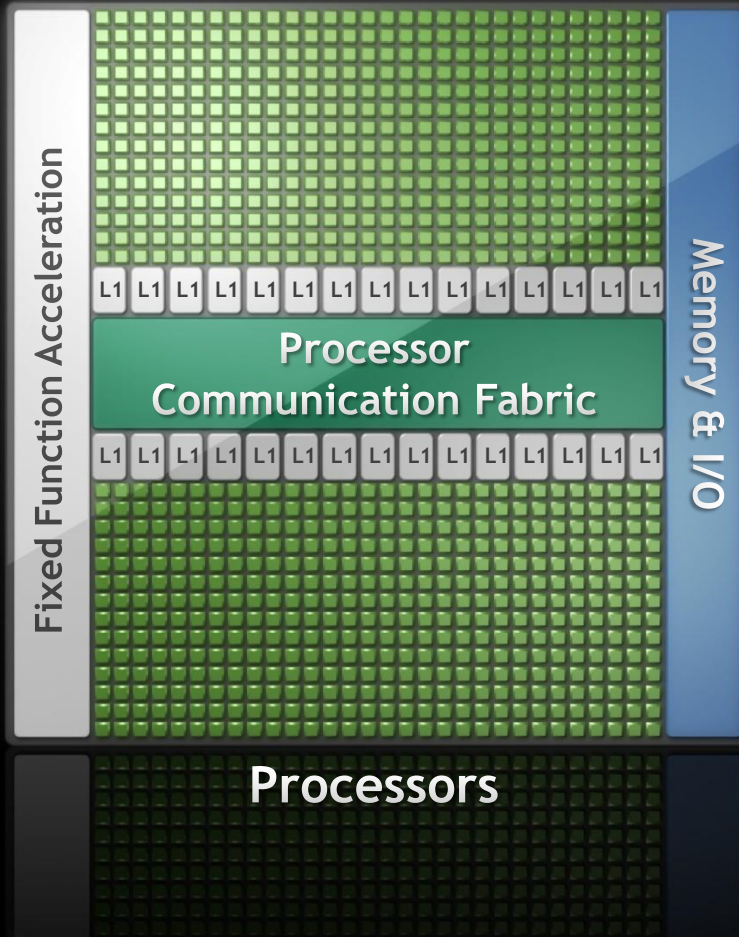 Fixed Function Acceleration
L1 L1 L1 L1 L1 L1 L1 L1 L1 L1 L1 L1 L1 L1 L1
Processor
Communication Fabric
L1 L1 L1 L1 L1 L1 L1 L1 L1 L1 L1 L1 L1 L1 L1
Memory & I/O
Processors